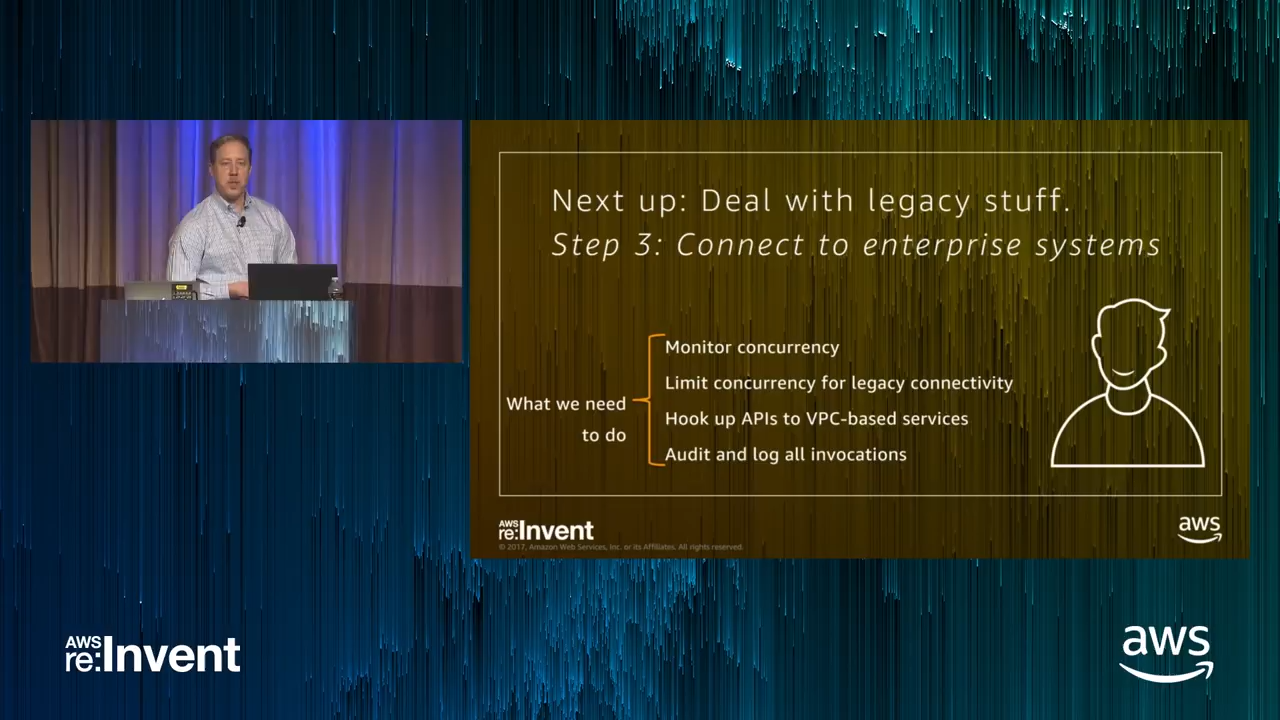 Next up: Deal with legacy stuff.
Step 3: Connect to enterprise systems
What we need
to do
Monitor concurrency
Limit concurrency for legacy connectivity
Hook up APIs to VPC-based services
Audit and log all invocations
AWS
re:Invent
© 2017, Amazon Web Services, Inc. or its Affiliates. All rights reserved.
aws
AWS
re:Invent
aws